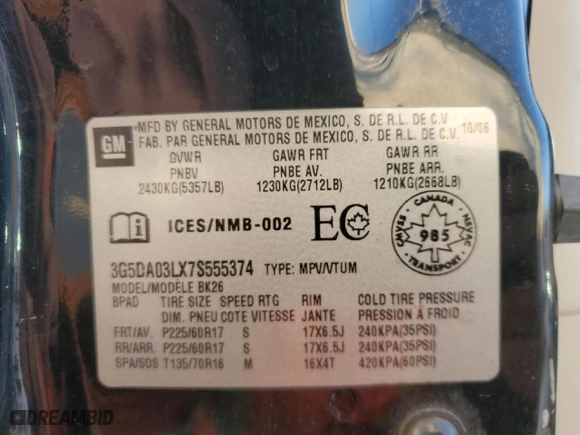 GM
MFD BY GENERAL MOTORS DE MEXICO, S. DE R.L. DE C.V.
FAB. PAR GENERAL MOTORS DE MEXICO, S. DE R.L. DE C.V. 10/06
GVWR GAWR FRT GAWR RR
PNBV PNBE AV. PNBE ARR.
2430KG(5357LB) 1230KG(2712LB) 1210KG(2668LB)
ICES/NMB-002 EC
CANADA
985
CMVSS NSVAC
3G5DA03LX7S555374 TYPE: MPV/VTUM
MODEL/MODÈLE BK26
BPAD TIRE SIZE SPEED RTG RIM COLD TIRE PRESSURE
DIM. PNEU COTE VITESSE JANTE PRESSION A FROID
FRT/AV. P225/60R17 S 17X6.5J 240KPA(35PSI)
RR/ARR. P225/60R17 S 17X6.5J 240KPA(35PSI)
SPA/SOS T135/70R16 M 16X4T 420KPA(60PSI)
DREAMBID